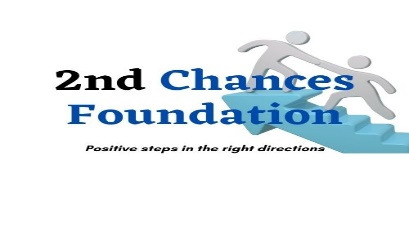 2nd Chances
Foundation
Positive steps in the right directions